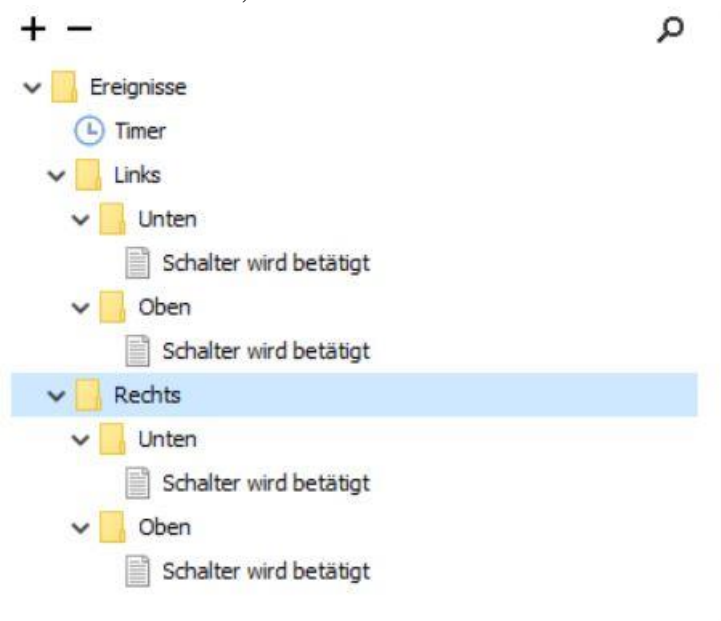 Ereignisse
Timer
Links
Unten
Schalter wird betätigt
Oben
Schalter wird betätigt
Rechts
Unten
Schalter wird betätigt
Oben
Schalter wird betätigt